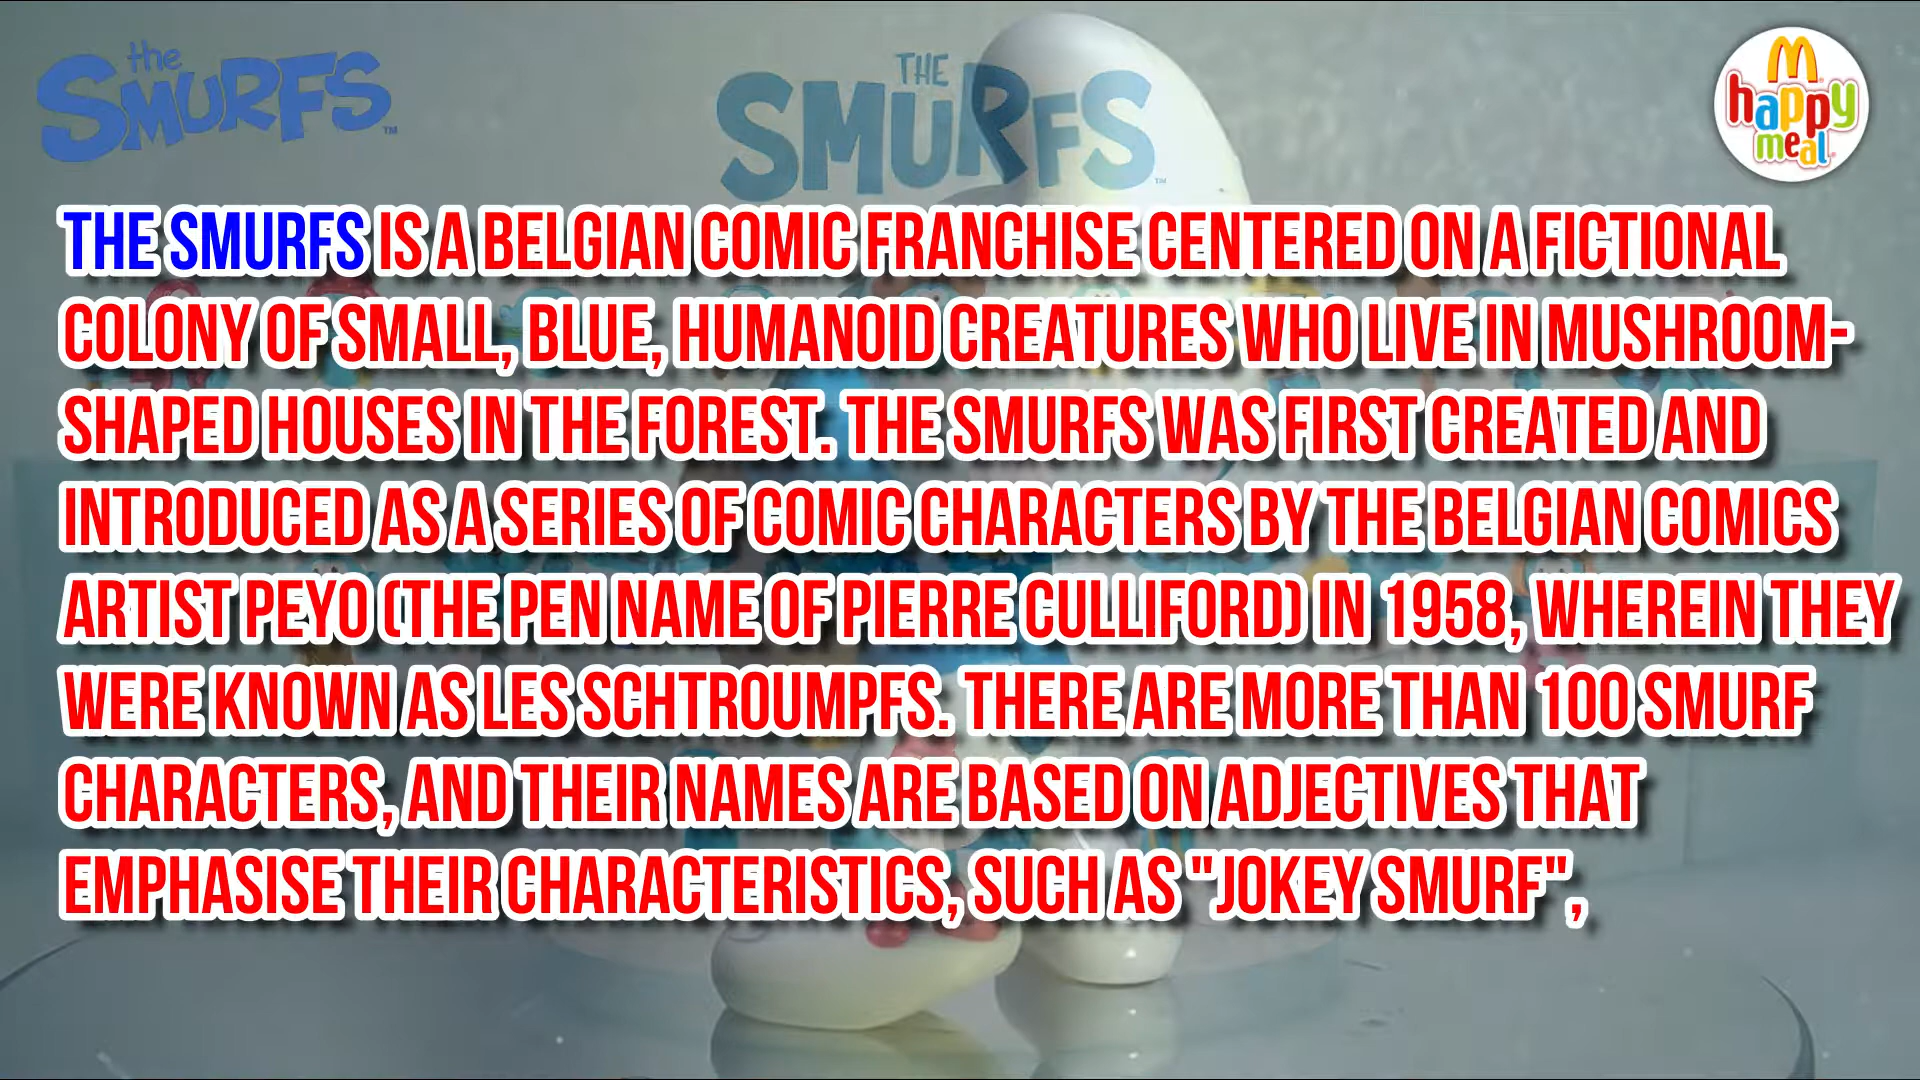 the SMURFS™
THE SMURFS™
M happy meal
THE SMURFS IS A BELGIAN COMIC FRANCHISE CENTERED ON A FICTIONAL
COLONY OF SMALL, BLUE, HUMANOID CREATURES WHO LIVE IN MUSHROOM-
SHAPED HOUSES IN THE FOREST. THE SMURFS WAS FIRST CREATED AND
INTRODUCED AS A SERIES OF COMIC CHARACTERS BY THE BELGIAN COMICS
ARTIST PEYO (THE PEN NAME OF PIERRE CULLIFORD) IN 1958, WHEREIN THEY
WERE KNOWN AS LES SCHTROUMPFS. THERE ARE MORE THAN 100 SMURF
CHARACTERS, AND THEIR NAMES ARE BASED ON ADJECTIVES THAT
EMPHASISE THEIR CHARACTERISTICS, SUCH AS "JOKEY SMURF",